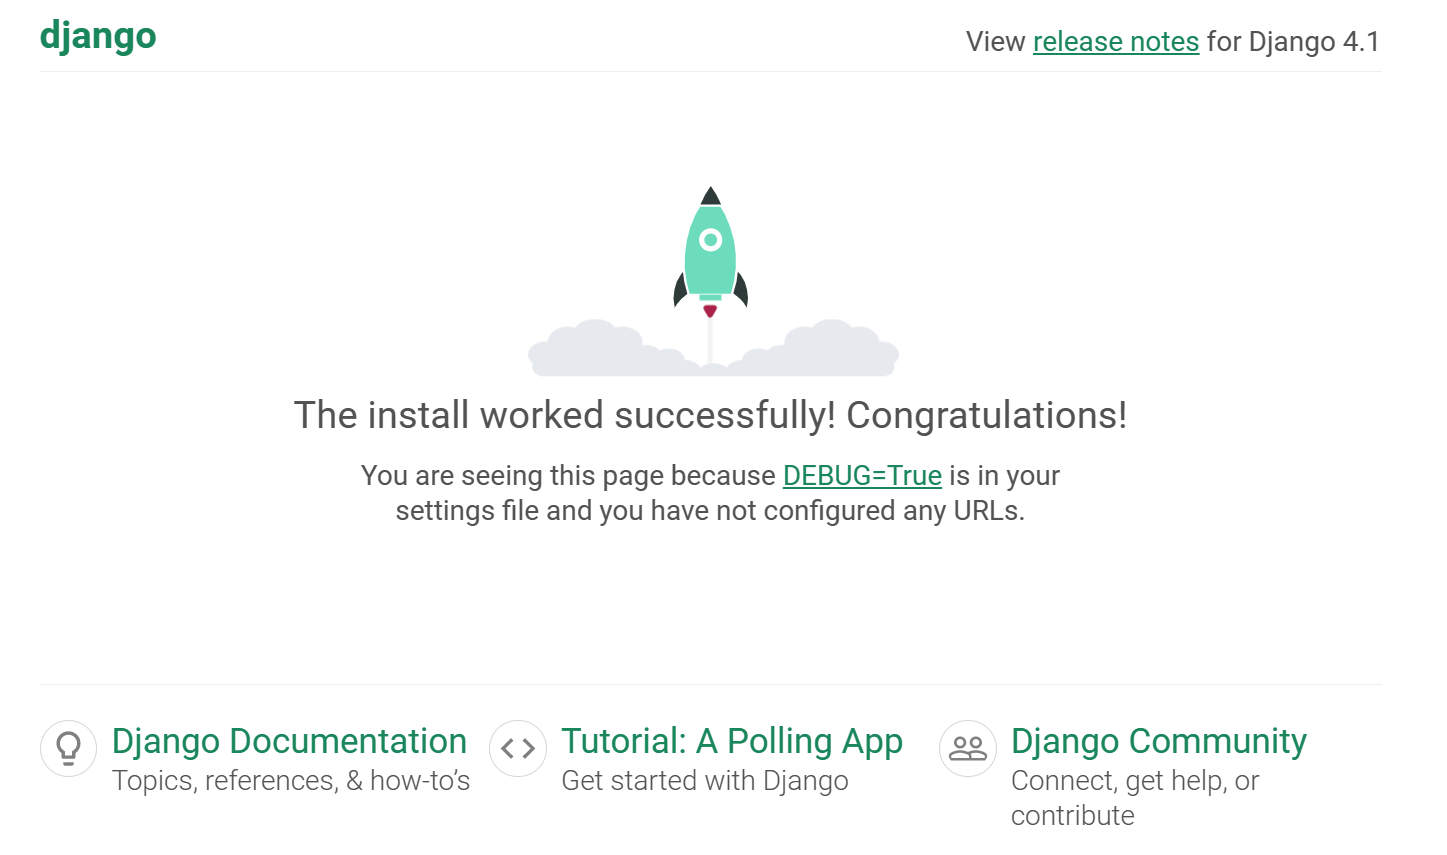 django
View release notes for Django 4.1
The install worked successfully! Congratulations!
You are seeing this page because DEBUG=True is in your
settings file and you have not configured any URLs.
Django Documentation
Topics, references, & how-to’s
Tutorial: A Polling App
Get started with Django
Django Community
Connect, get help, or
contribute